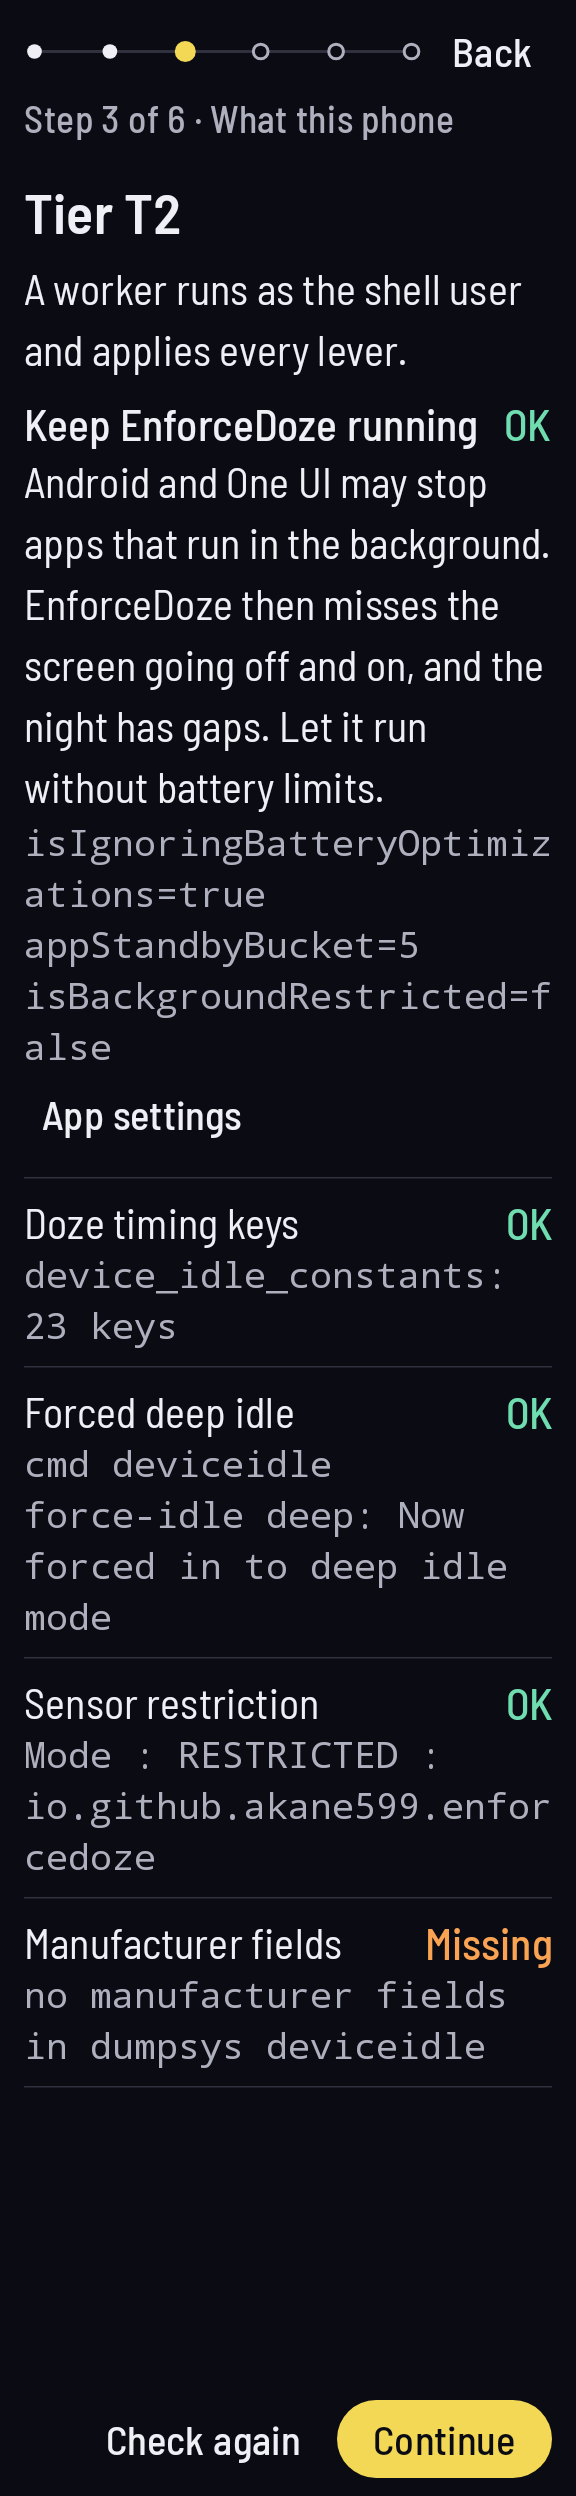 Back
Step 3 of 6 · What this phone
Tier T2
A worker runs as the shell user
and applies every lever.
Keep EnforceDoze running OK
Android and One UI may stop
apps that run in the background.
EnforceDoze then misses the
screen going off and on, and the
night has gaps. Let it run
without battery limits.
isIgnoringBatteryOptimiz
ations=true
appStandbyBucket=5
isBackgroundRestricted=f
alse
App settings
Doze timing keys OK
device_idle_constants:
23 keys
Forced deep idle OK
cmd deviceidle
force-idle deep: Now
forced in to deep idle
mode
Sensor restriction OK
Mode : RESTRICTED :
io.github.akane599.enfor
cedoze
Manufacturer fields Missing
no manufacturer fields
in dumpsys deviceidle
Check again Continue